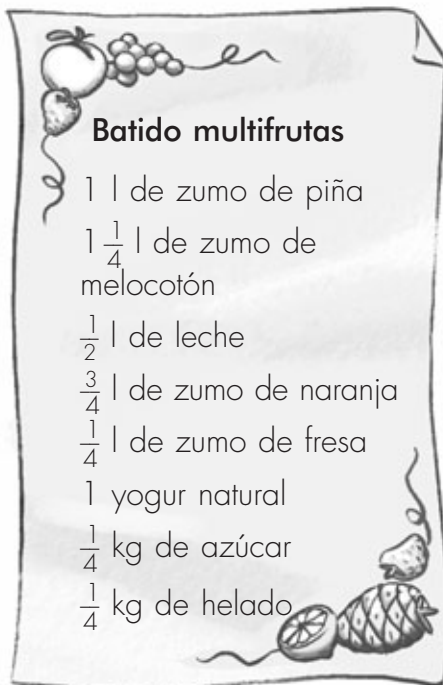 Batido multifrutas
1 l de zumo de piña
1 1/4 l de zumo de
melocotón
1/2 l de leche
3/4 l de zumo de naranja
1/4 l de zumo de fresa
1 yogur natural
1/4 kg de azúcar
1/4 kg de helado